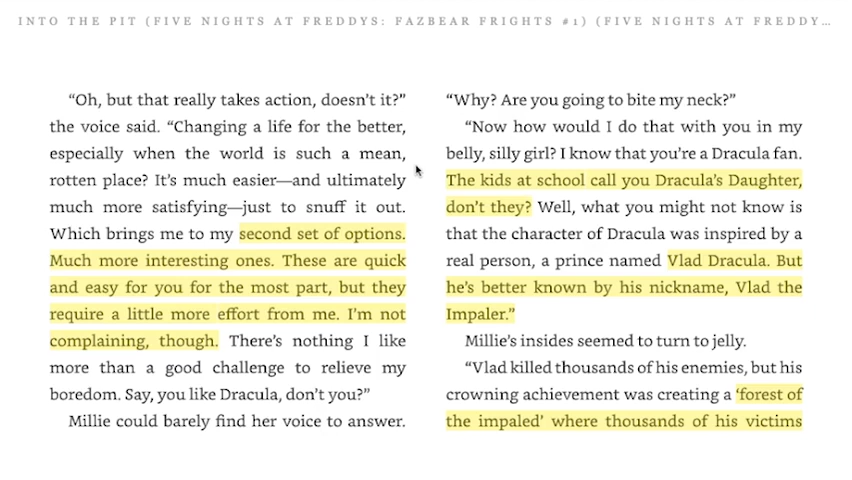 INTO THE PIT (FIVE NIGHTS AT FREDDYS: FAZBEAR FRIGHTS #1) (FIVE NIGHTS AT FREDDY…
“Oh, but that really takes action, doesn’t it?”
the voice said. “Changing a life for the better,
especially when the world is such a mean,
rotten place? It’s much easier—and ultimately
much more satisfying—just to snuff it out.
Which brings me to my second set of options.
Much more interesting ones. These are quick
and easy for you for the most part, but they
require a little more effort from me. I’m not
complaining, though. There’s nothing I like
more than a good challenge to relieve my
boredom. Say, you like Dracula, don’t you?”
Millie could barely find her voice to answer.
“Why? Are you going to bite my neck?”
“Now how would I do that with you in my
belly, silly girl? I know that you’re a Dracula fan.
The kids at school call you Dracula’s Daughter,
don’t they? Well, what you might not know is
that the character of Dracula was inspired by a
real person, a prince named Vlad Dracula. But
he’s better known by his nickname, Vlad the
Impaler.”
Millie’s insides seemed to turn to jelly.
“Vlad killed thousands of his enemies, but his
crowning achievement was creating a ‘forest of
the impaled’ where thousands of his victims